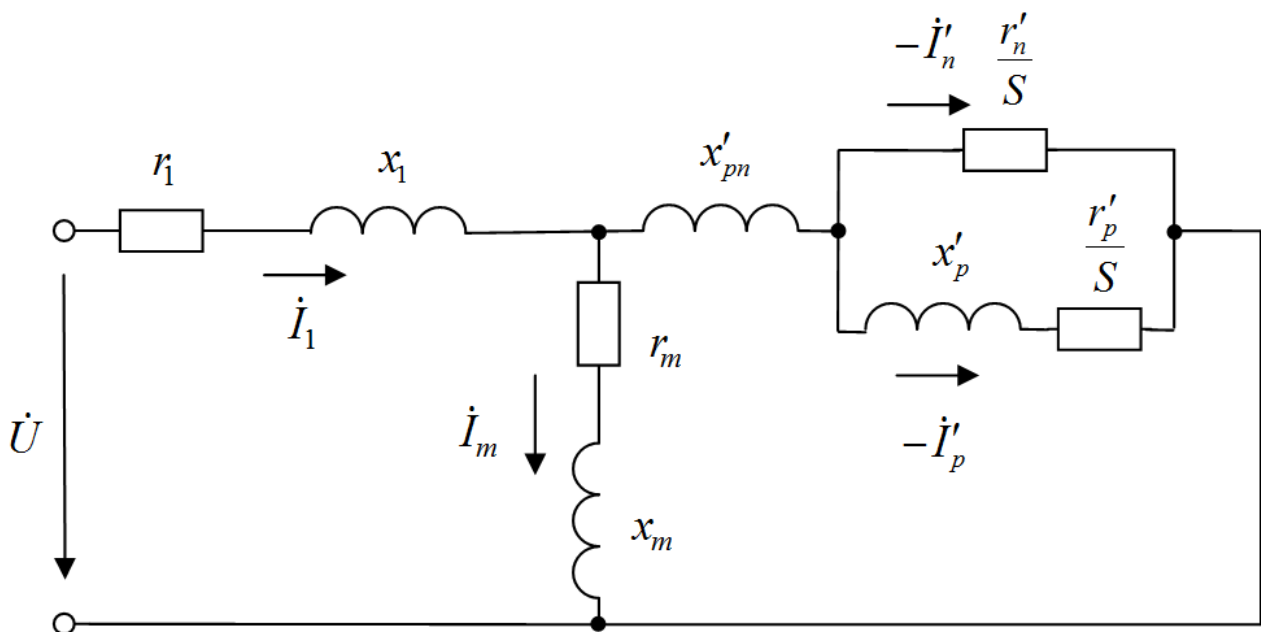 −İ′ₙ
r′ₙ/S
r₁
x₁
x′ₚₙ
İ₁
x′ₚ
r′ₚ/S
rₘ
−İ′ₚ
U̇
İₘ
xₘ